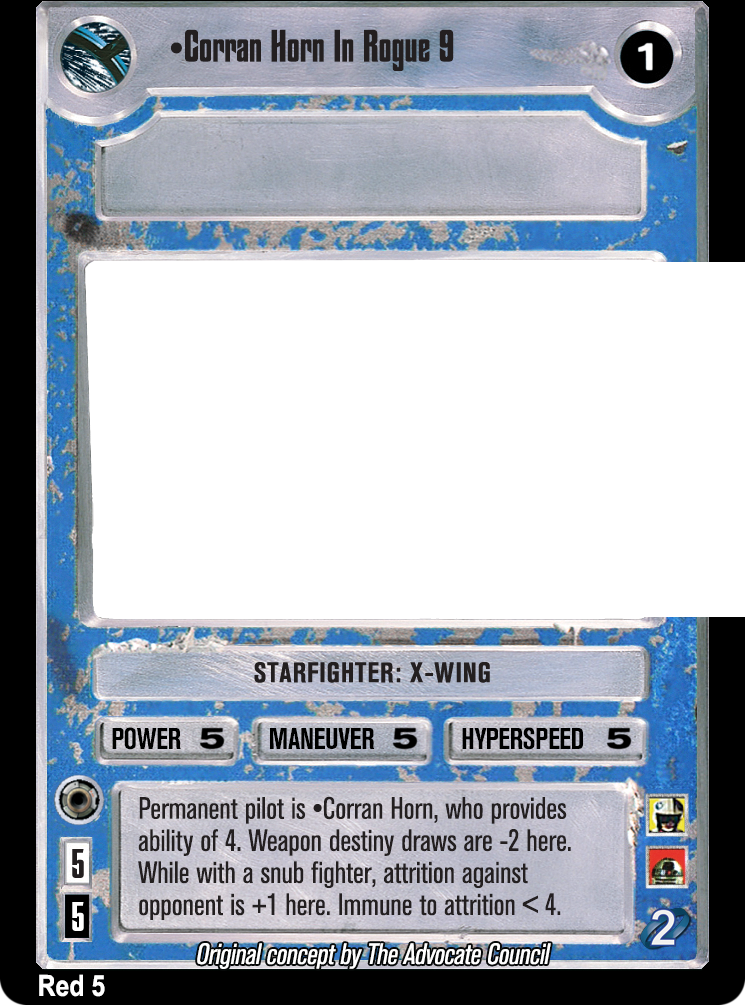 •Corran Horn In Rogue 9
1
STARFIGHTER: X-WING
POWER 5 MANEUVER 5 HYPERSPEED 5
Permanent pilot is •Corran Horn, who provides
ability of 4. Weapon destiny draws are -2 here.
While with a snub fighter, attrition against
opponent is +1 here. Immune to attrition < 4.
5
5
2
Original concept by The Advocate Council
Red 5